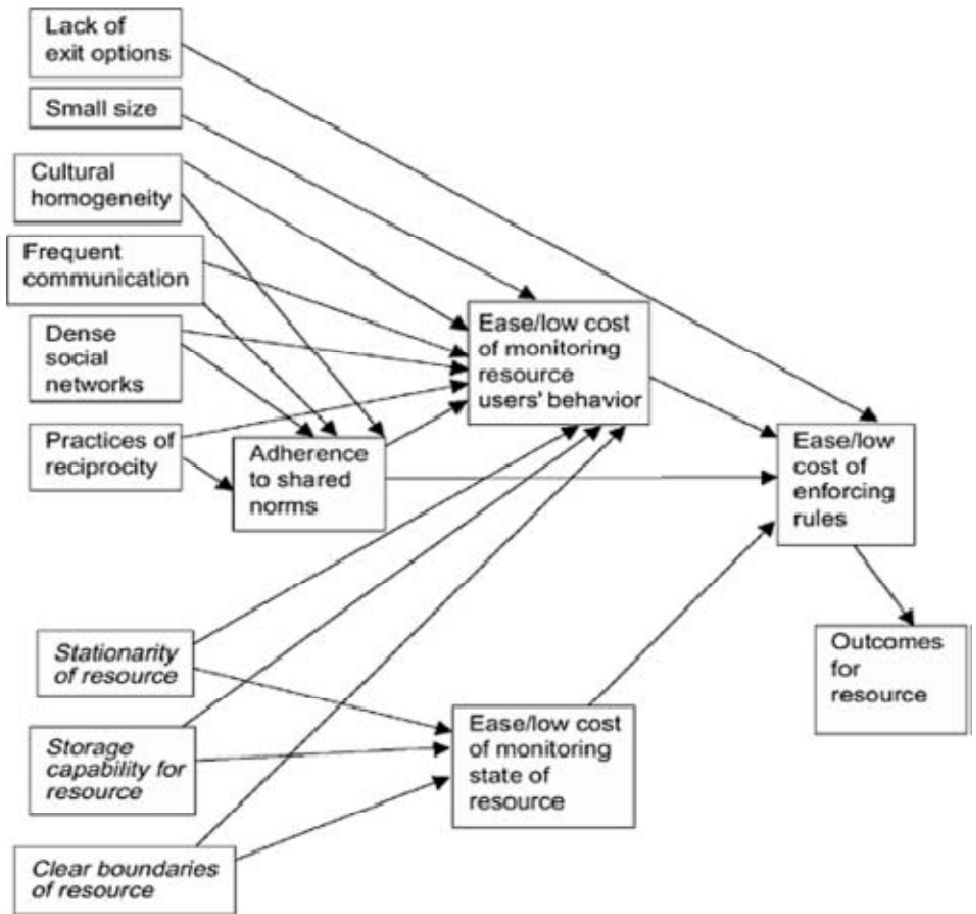 Lack of
exit options
Small size
Cultural
homogeneity
Frequent
communication
Dense
social
networks
Practices of
reciprocity
Adherence
to shared
norms
Ease/low cost
of monitoring
resource
users' behavior
Ease/low
cost of
enforcing
rules
Stationarity
of resource
Storage
capability for
resource
Clear boundaries
of resource
Ease/low cost
of monitoring
state of
resource
Outcomes
for
resource